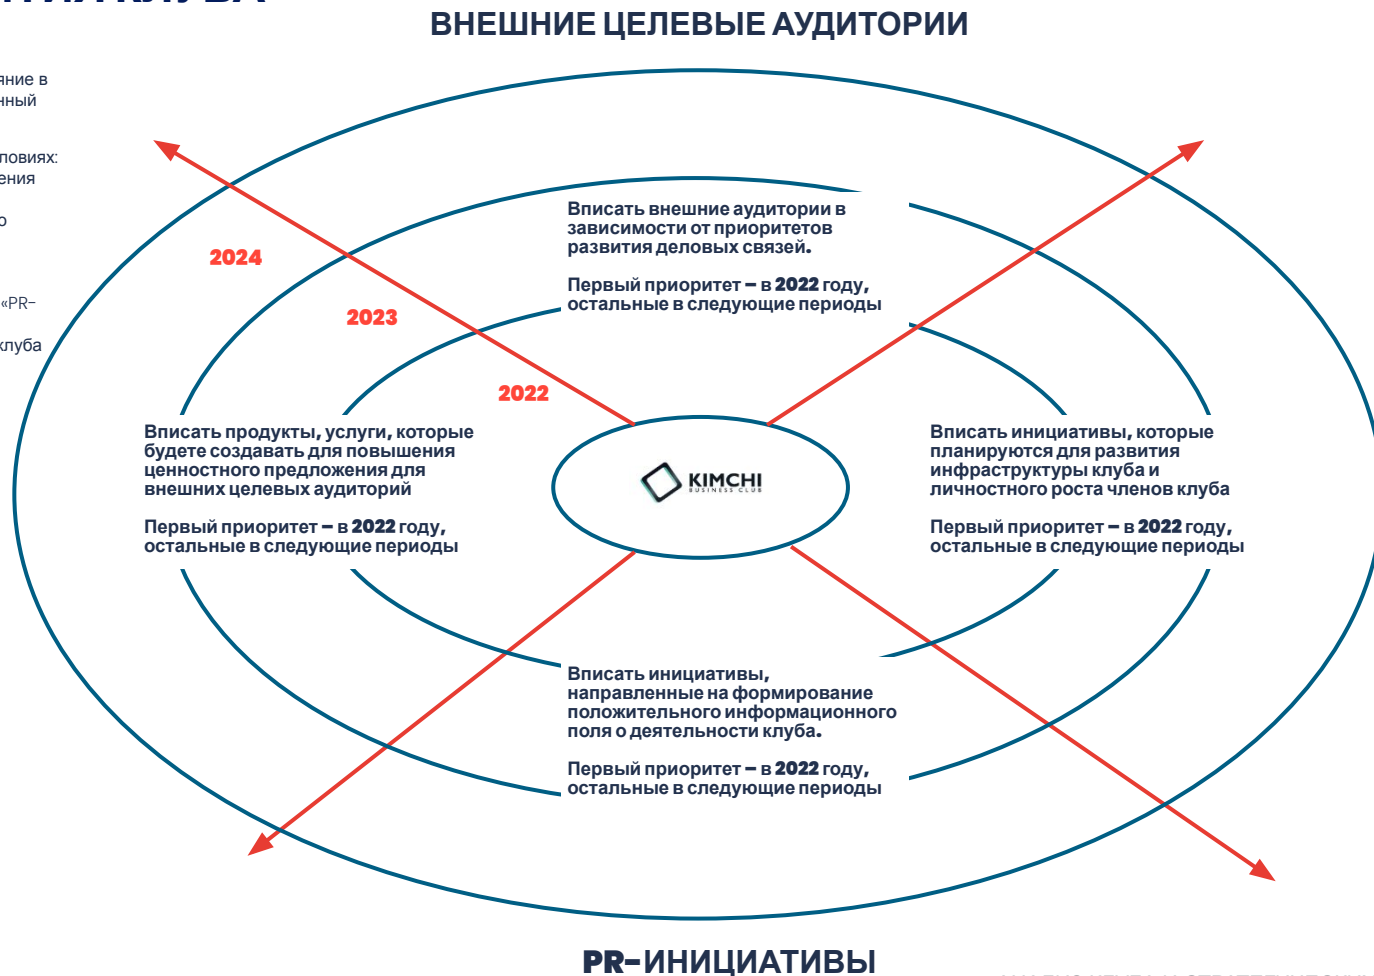 ВНЕШНИЕ ЦЕЛЕВЫЕ АУДИТОРИИ
в
«PR-
клуба
2024
2023
2022
Вписать внешние аудитории в
зависимости от приоритетов
развития деловых связей.
Первый приоритет – в 2022 году,
остальные в следующие периоды
Вписать продукты, услуги, которые
будете создавать для повышения
ценностного предложения для
внешних целевых аудиторий
Первый приоритет – в 2022 году,
остальные в следующие периоды
KIMCHI
BUSINESS CLUB
Вписать инициативы, которые
планируются для развития
инфраструктуры клуба и
личностного роста членов клуба
Первый приоритет – в 2022 году,
остальные в следующие периоды
Вписать инициативы,
направленные на формирование
положительного информационного
поля о деятельности клуба.
Первый приоритет – в 2022 году,
остальные в следующие периоды
PR-ИНИЦИАТИВЫ